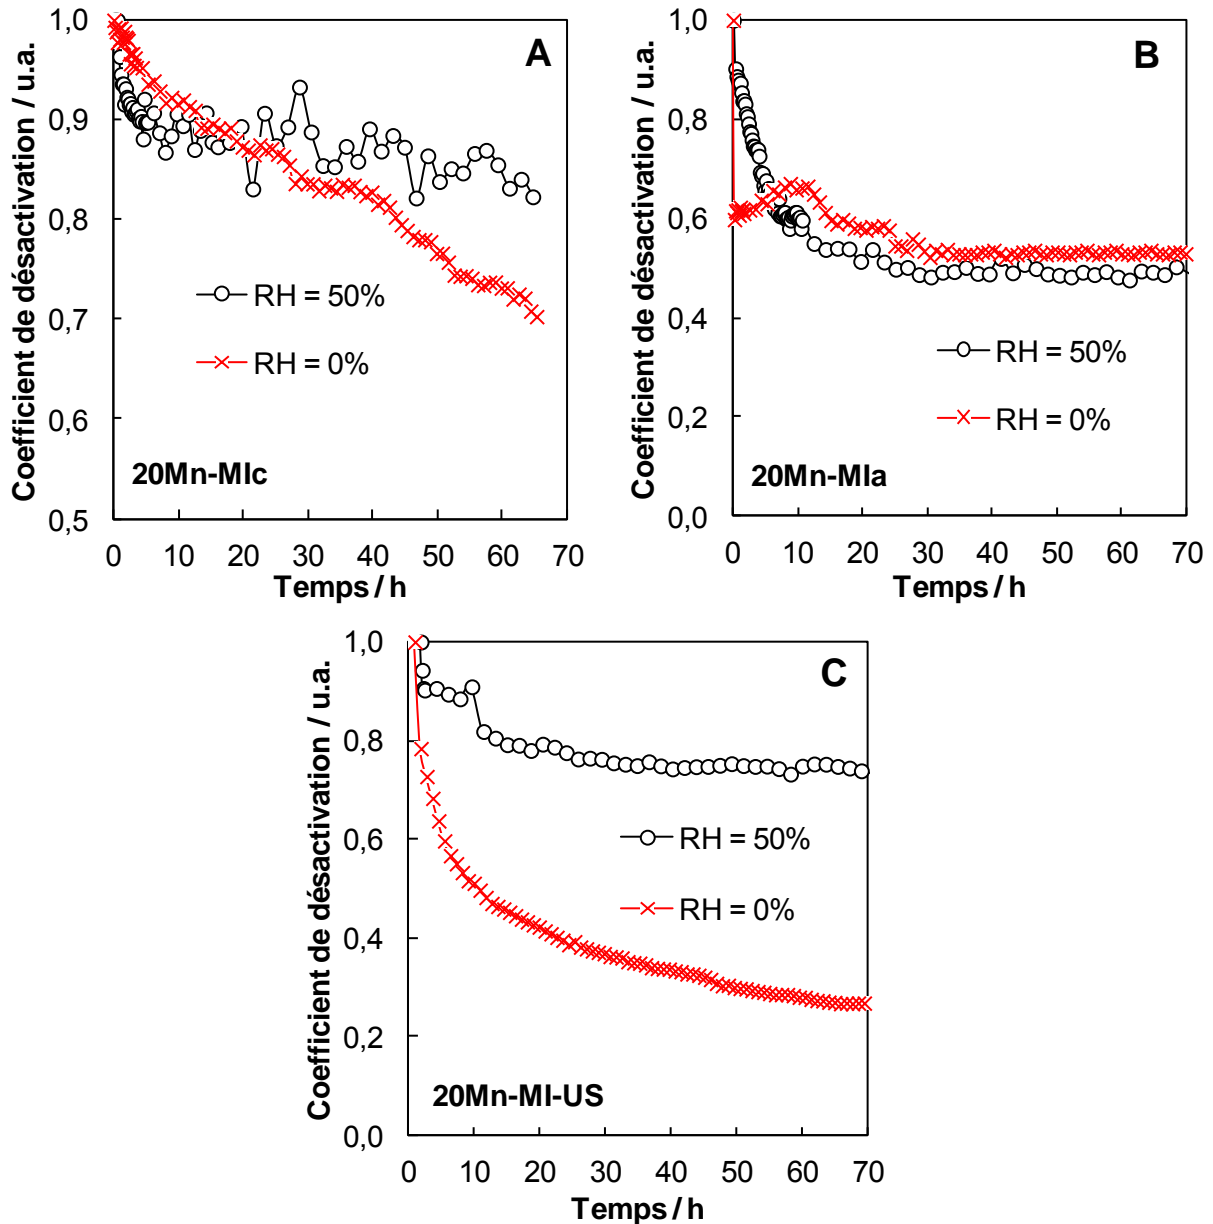 A
Coefficient de désactivation / u.a.
1,0
0,9
0,8
0,7
0,6
0,5
RH = 50%
RH = 0%
20Mn-MIc
0 10 20 30 40 50 60 70
Temps / h
B
Coefficient de désactivation / u.a.
1,0
0,8
0,6
0,4
0,2
0,0
RH = 50%
RH = 0%
20Mn-MIa
0 10 20 30 40 50 60 70
Temps / h
C
Coefficient de désactivation / u.a.
1,0
0,8
0,6
0,4
0,2
0,0
RH = 50%
RH = 0%
20Mn-MI-US
0 10 20 30 40 50 60 70
Temps / h